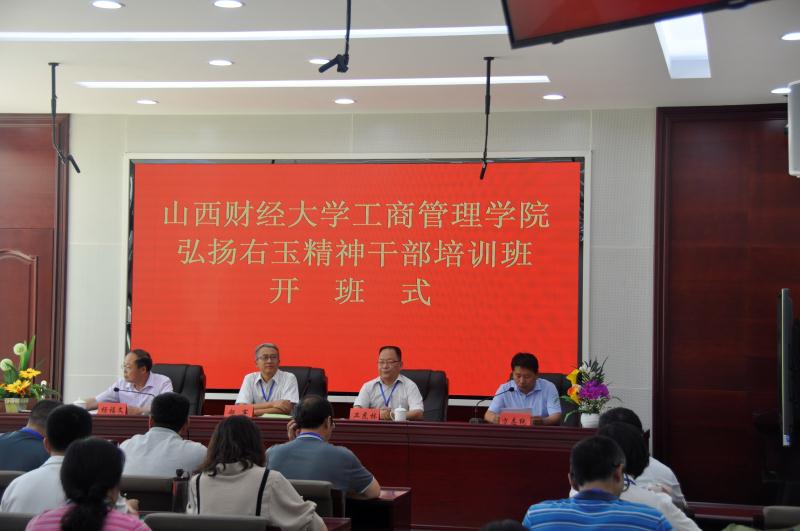 山西财经大学工商管理学院
弘扬右玉精神干部培训班
开 班 式